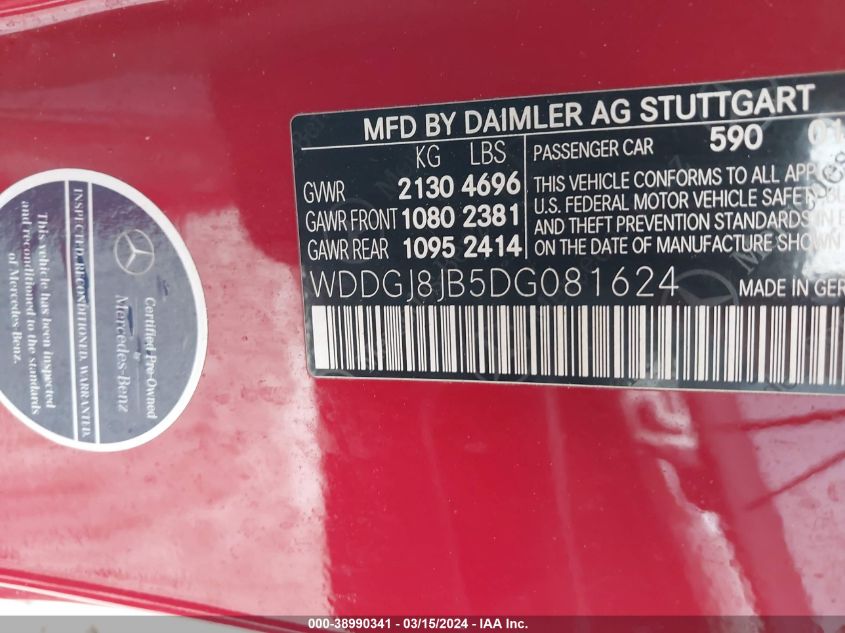 MFD BY DAIMLER AG STUTTGART
KG LBS
GVWR 2130 4696
GAWR FRONT 1080 2381
GAWR REAR 1095 2414
PASSENGER CAR 590
THIS VEHICLE CONFORMS TO ALL
U.S. FEDERAL MOTOR VEHICLE
AND THEFT PREVENTION STANDARDS IN
ON THE DATE OF MANUFACTURE SHOWN
WDDGJ8JB5DG081624
MADE IN GER
Certified Pre-Owned
by
Mercedes-Benz
INSPECTED, RECONDITIONED, WARRANTED.
This vehicle has been inspected
and reconditioned to the standards
of Mercedes-Benz.
000-38990341 / 03/15/2024 - IAA Inc.